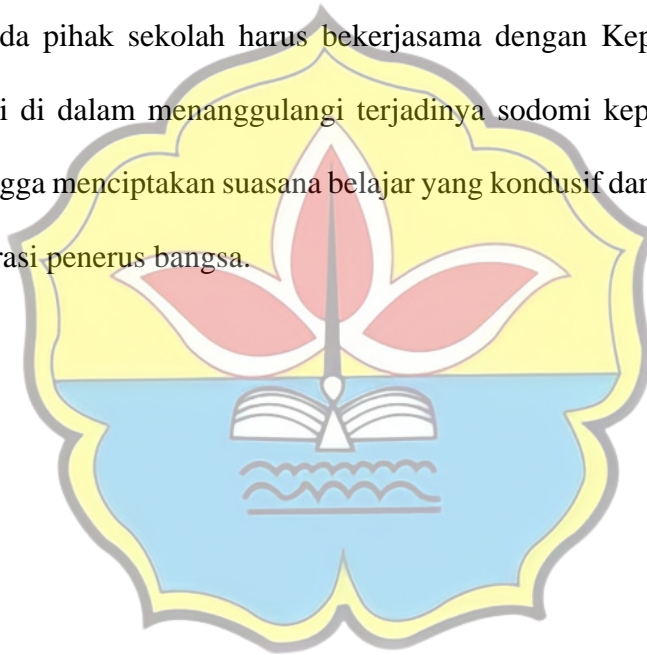 da pihak sekolah harus bekerjasama dengan Kep
i di dalam menanggulangi terjadinya sodomi kep
gga menciptakan suasana belajar yang kondusif dan
rasi penerus bangsa.